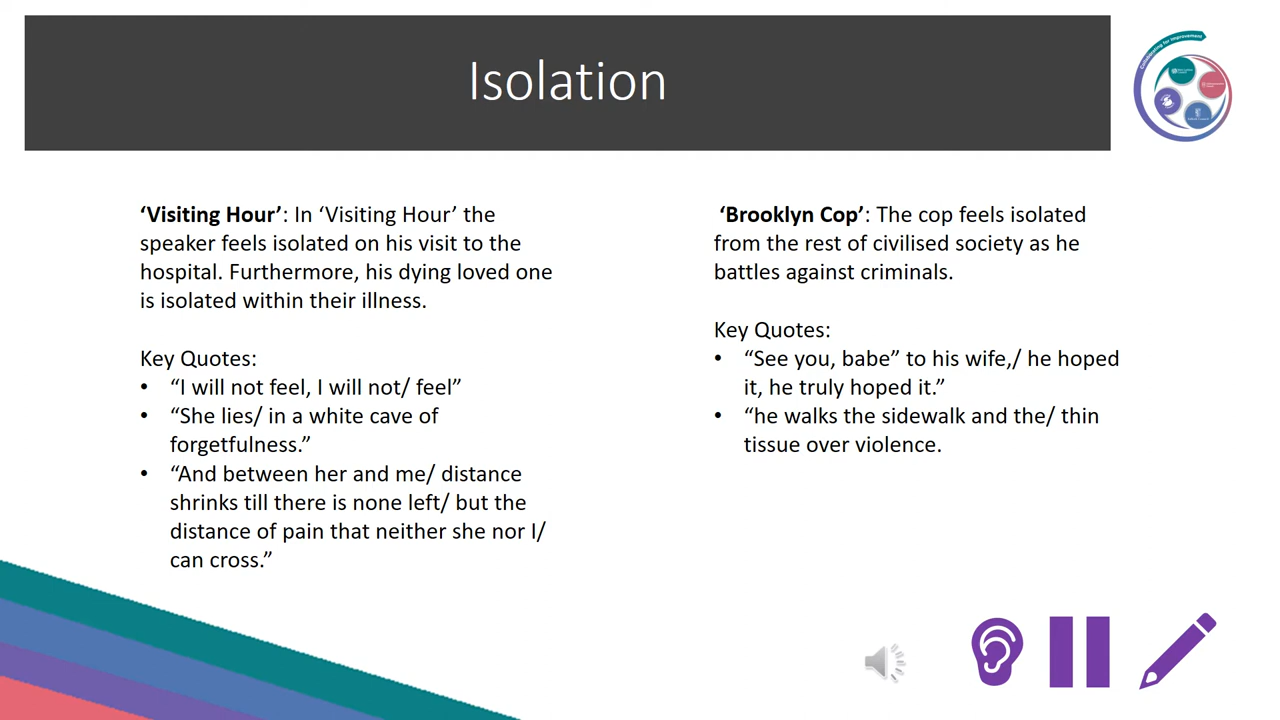 Isolation
Collaborating for Improvement
‘Visiting Hour’: In ‘Visiting Hour’ the
speaker feels isolated on his visit to the
hospital. Furthermore, his dying loved one
is isolated within their illness.
Key Quotes:
• “I will not feel, I will not/ feel”
• “She lies/ in a white cave of
forgetfulness.”
• “And between her and me/ distance
shrinks till there is none left/ but the
distance of pain that neither she nor I/
can cross.”
‘Brooklyn Cop’: The cop feels isolated
from the rest of civilised society as he
battles against criminals.
Key Quotes:
• “See you, babe” to his wife,/ he hoped
it, he truly hoped it.”
• “he walks the sidewalk and the/ thin
tissue over violence.